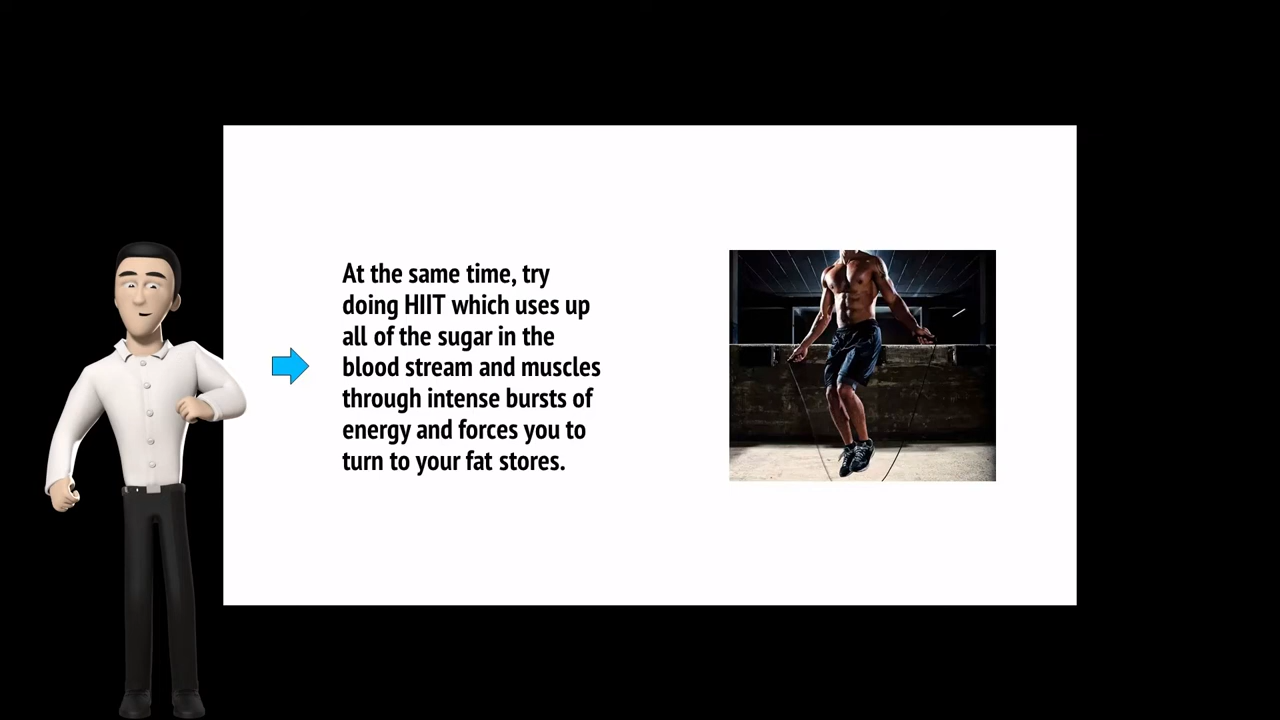 At the same time, try
doing HIIT which uses up
all of the sugar in the
blood stream and muscles
through intense bursts of
energy and forces you to
turn to your fat stores.